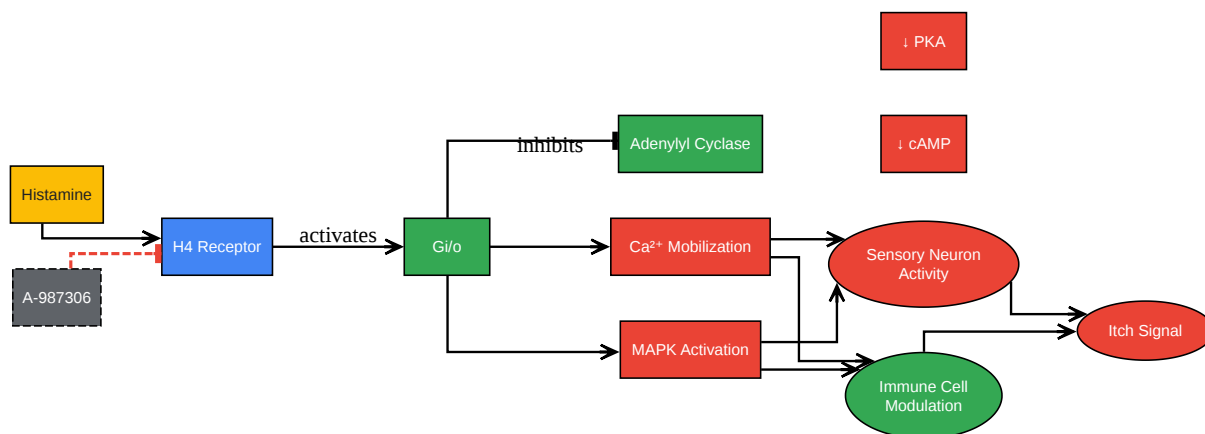 ↓ PKA
inhibits
Adenylyl Cyclase
↓ cAMP
Histamine
H4 Receptor
activates
Gi/o
Ca²⁺ Mobilization
Sensory Neuron
Activity
A-987306
MAPK Activation
Itch Signal
Immune Cell
Modulation